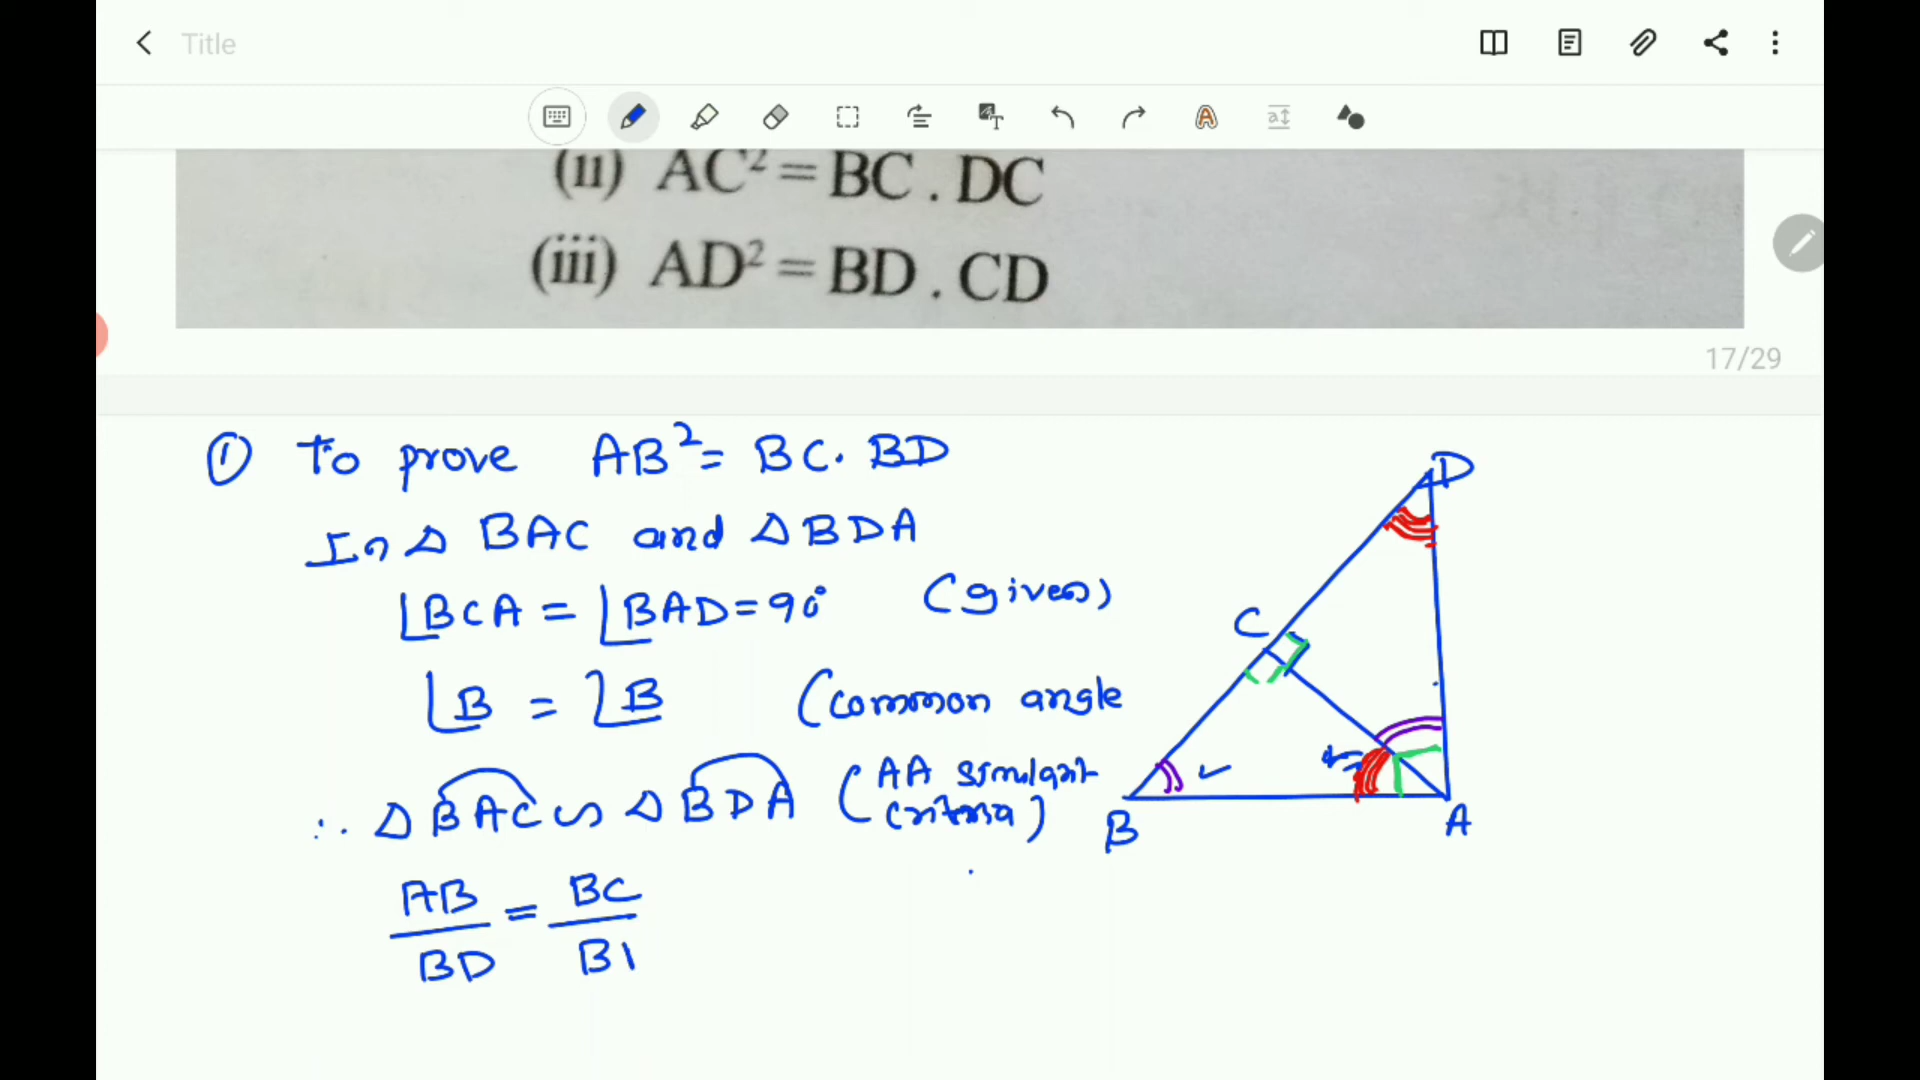 Title
(ii) AC² = BC . DC
(iii) AD² = BD . CD
17/29
① To prove AB² = BC. BD
In △ BAC and △ BDA
∠BCA = ∠BAD = 90° (given)
∠B = ∠B (common angle
∴ △ BAC ∽ △ BDA (AA similari criteria)
AB/BD = BC/B
D
C
B
A